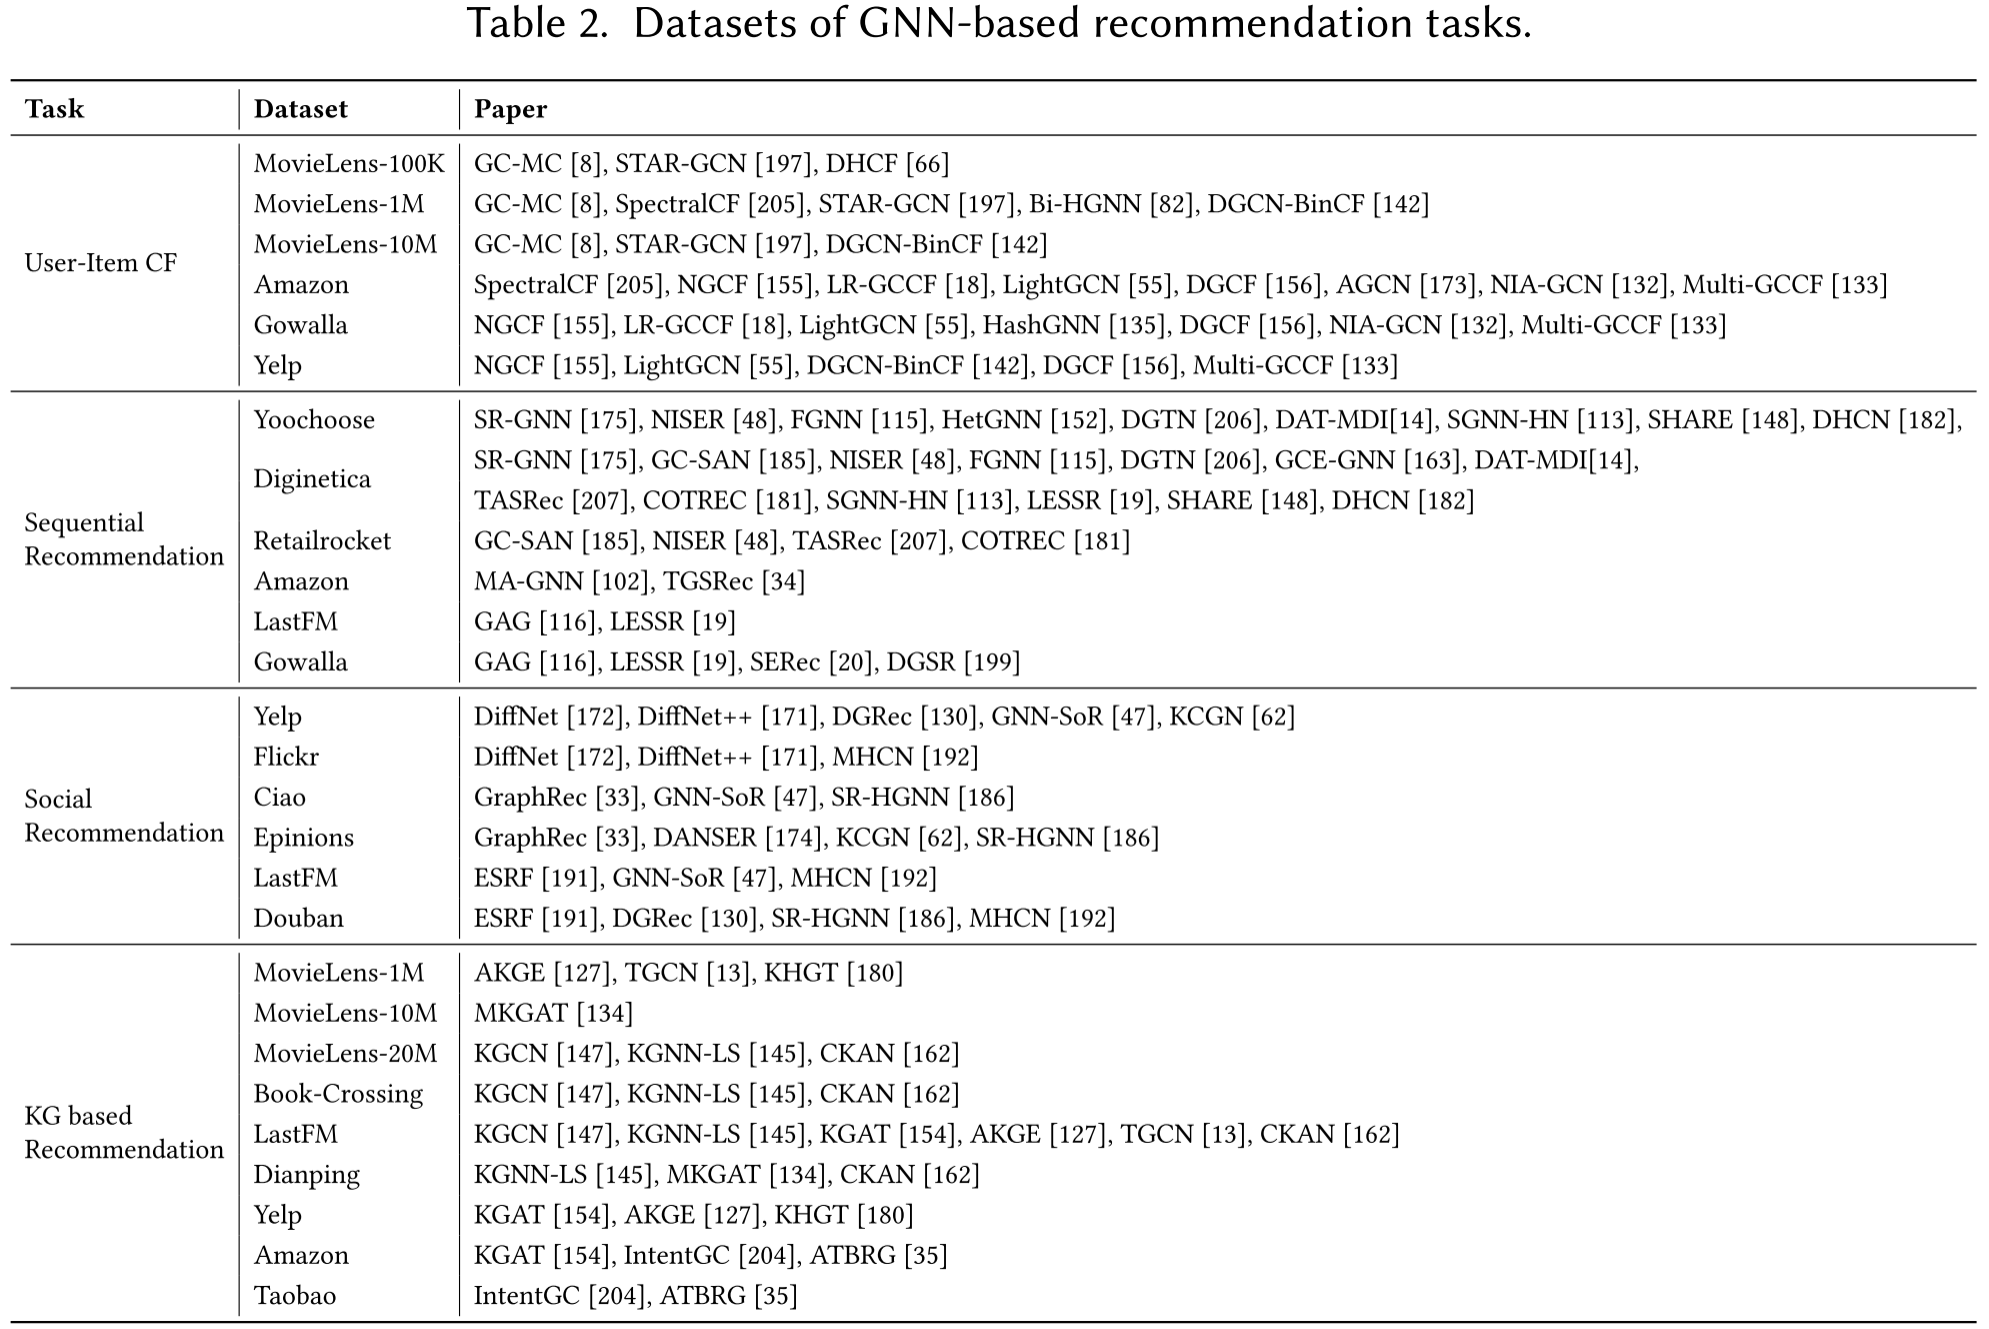 Table 2. Datasets of GNN-based recommendation tasks.
Task Dataset Paper
User-Item CF
MovieLens-100K GC-MC [8], STAR-GCN [197], DHCF [66]
MovieLens-1M GC-MC [8], SpectralCF [205], STAR-GCN [197], Bi-HGNN [82], DGCN-BinCF [142]
MovieLens-10M GC-MC [8], STAR-GCN [197], DGCN-BinCF [142]
Amazon SpectralCF [205], NGCF [155], LR-GCCF [18], LightGCN [55], DGCF [156], AGCN [173], NIA-GCN [132], Multi-GCCF [133]
Gowalla NGCF [155], LR-GCCF [18], LightGCN [55], HashGNN [135], DGCF [156], NIA-GCN [132], Multi-GCCF [133]
Yelp NGCF [155], LightGCN [55], DGCN-BinCF [142], DGCF [156], Multi-GCCF [133]
Sequential
Recommendation
Yoochoose SR-GNN [175], NISER [48], FGNN [115], HetGNN [152], DGTN [206], DAT-MDI[14], SGNN-HN [113], SHARE [148], DHCN [182],
Diginetica SR-GNN [175], GC-SAN [185], NISER [48], FGNN [115], DGTN [206], GCE-GNN [163], DAT-MDI[14],
TASRec [207], COTREC [181], SGNN-HN [113], LESSR [19], SHARE [148], DHCN [182]
Retailrocket GC-SAN [185], NISER [48], TASRec [207], COTREC [181]
Amazon MA-GNN [102], TGSRec [34]
LastFM GAG [116], LESSR [19]
Gowalla GAG [116], LESSR [19], SERec [20], DGSR [199]
Social
Recommendation
Yelp DiffNet [172], DiffNet++ [171], DGRec [130], GNN-SoR [47], KCGN [62]
Flickr DiffNet [172], DiffNet++ [171], MHCN [192]
Ciao GraphRec [33], GNN-SoR [47], SR-HGNN [186]
Epinions GraphRec [33], DANSER [174], KCGN [62], SR-HGNN [186]
LastFM ESRF [191], GNN-SoR [47], MHCN [192]
Douban ESRF [191], DGRec [130], SR-HGNN [186], MHCN [192]
KG based
Recommendation
MovieLens-1M AKGE [127], TGCN [13], KHGT [180]
MovieLens-10M MKGAT [134]
MovieLens-20M KGCN [147], KGNN-LS [145], CKAN [162]
Book-Crossing KGCN [147], KGNN-LS [145], CKAN [162]
LastFM KGCN [147], KGNN-LS [145], KGAT [154], AKGE [127], TGCN [13], CKAN [162]
Dianping KGNN-LS [145], MKGAT [134], CKAN [162]
Yelp KGAT [154], AKGE [127], KHGT [180]
Amazon KGAT [154], IntentGC [204], ATBRG [35]
Taobao IntentGC [204], ATBRG [35]